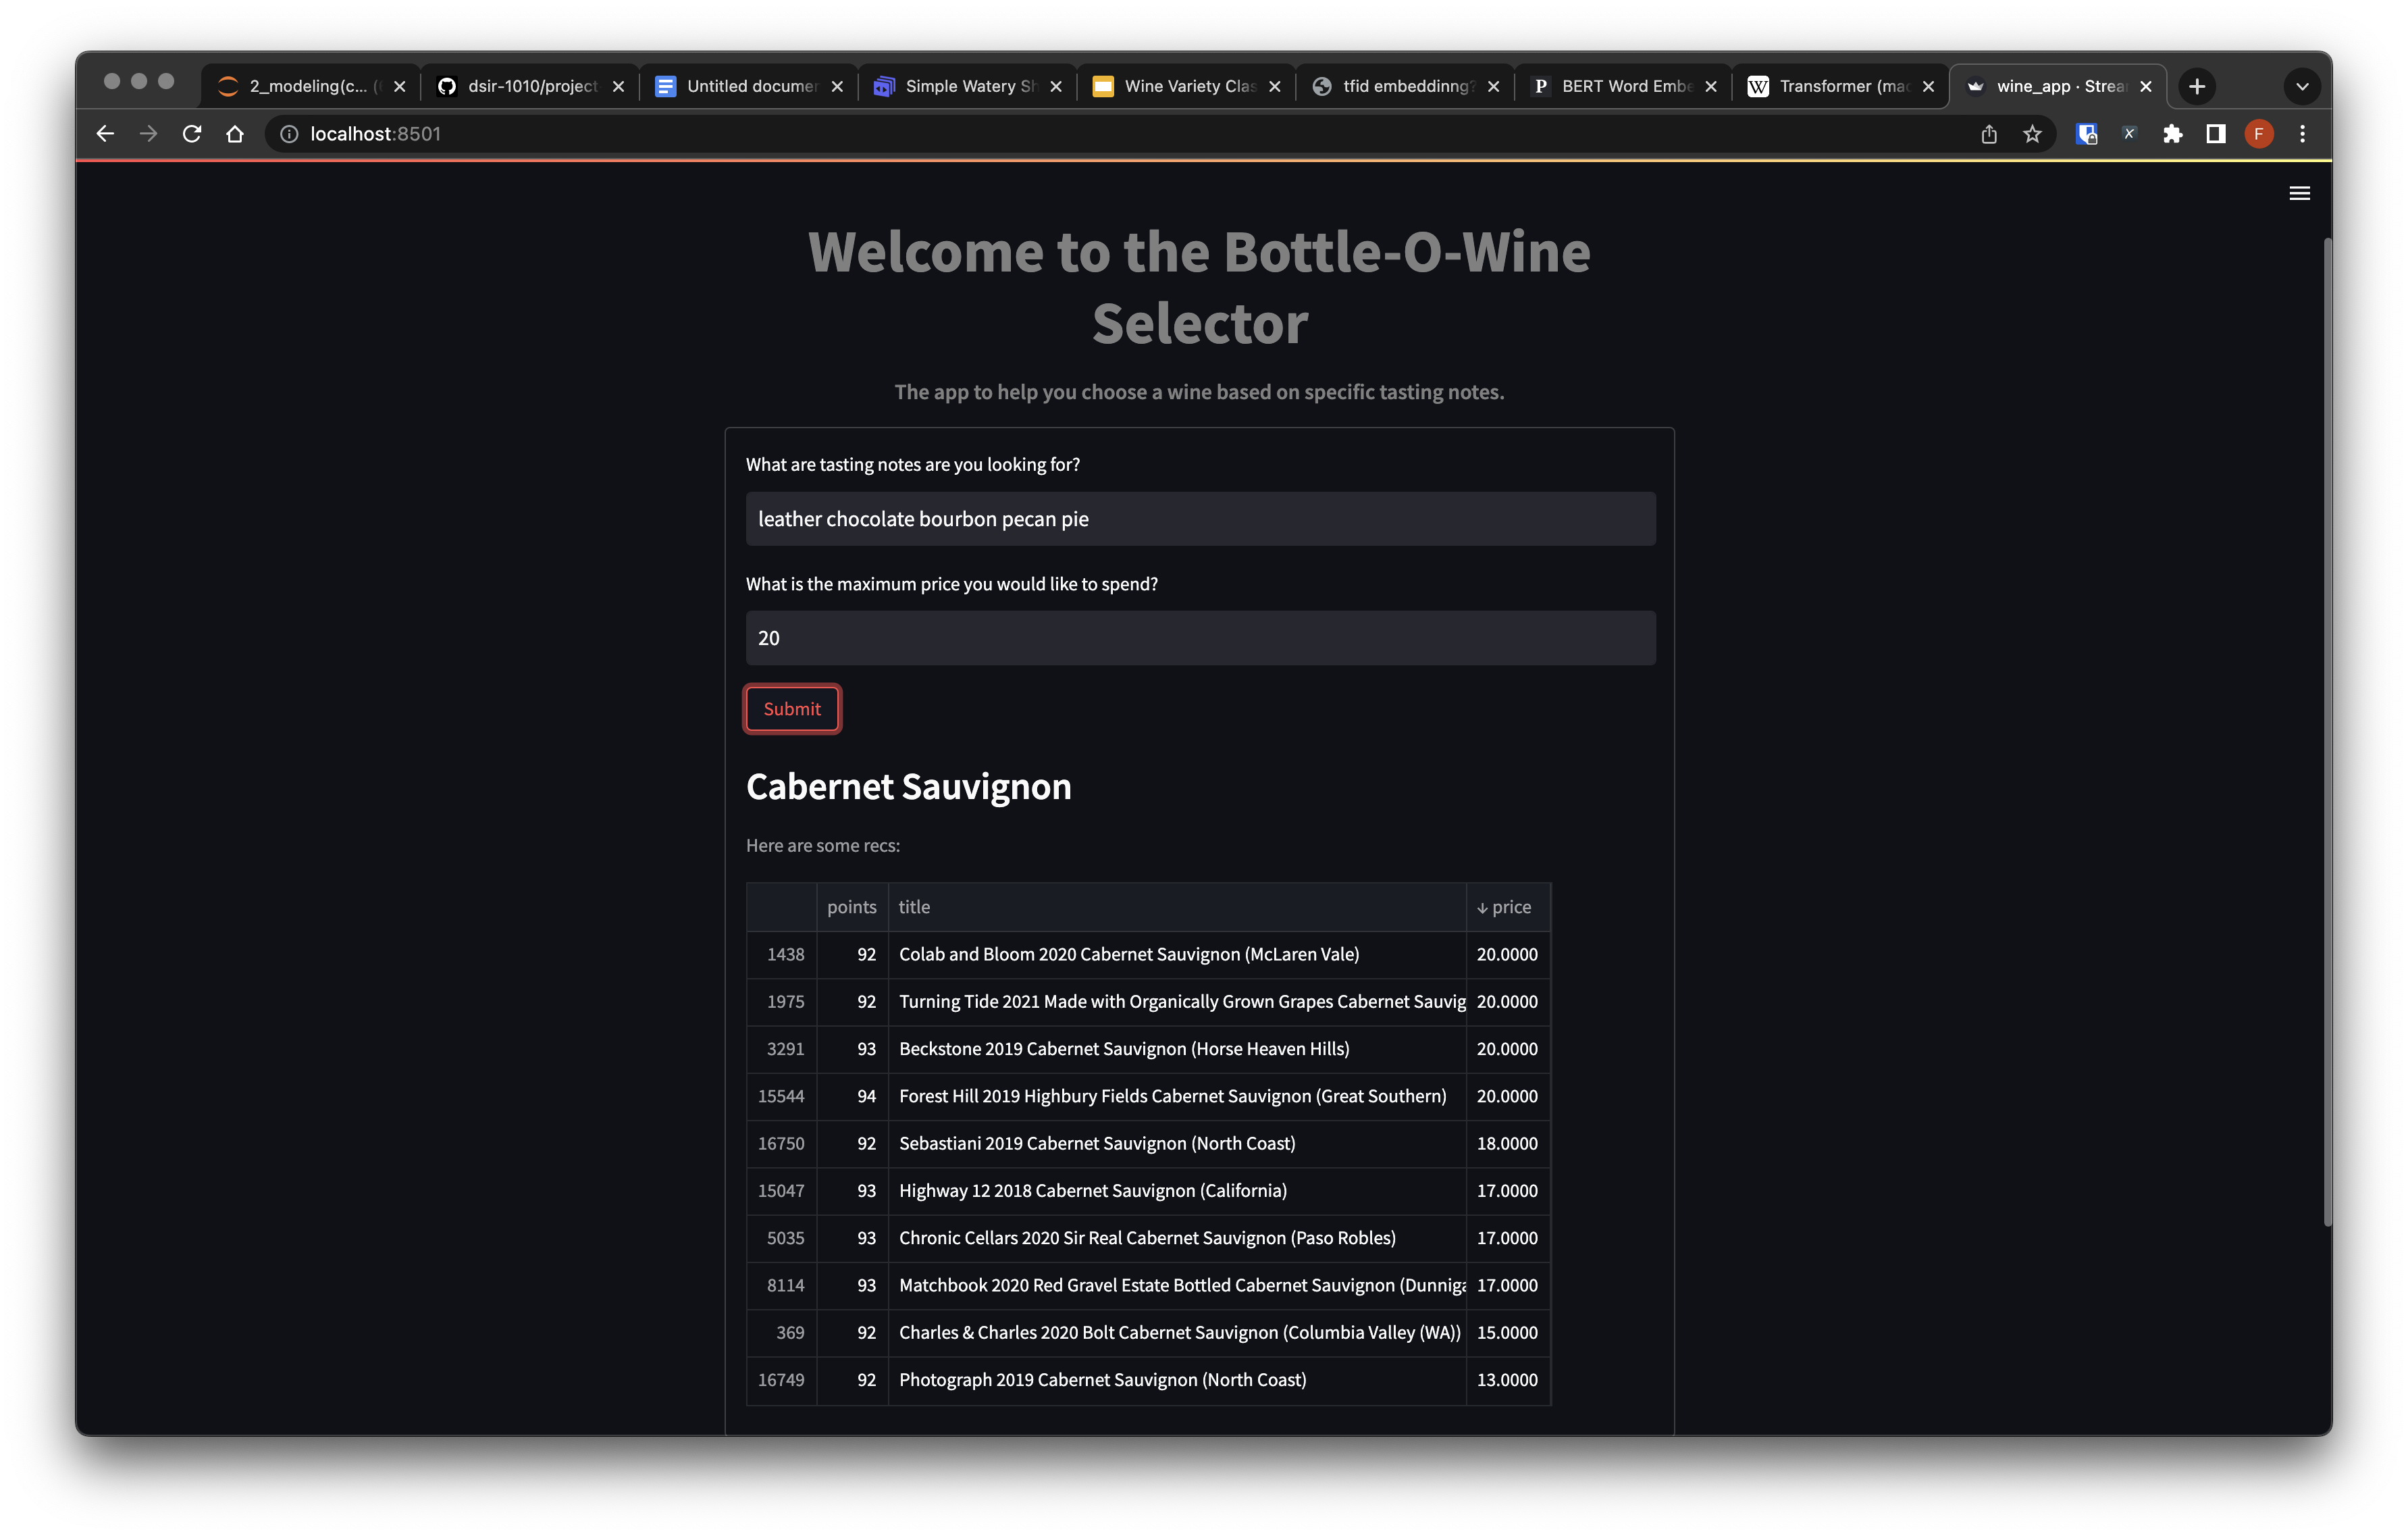 2_modeling(c... (
dsir-1010/project
Untitled documen
Simple Watery Sh
Wine Variety Clas
tfid embeddinng?
P BERT Word Embe
W Transformer (mac
wine_app · Strea
localhost:8501
F
Welcome to the Bottle-O-Wine
Selector
The app to help you choose a wine based on specific tasting notes.
What are tasting notes are you looking for?
leather chocolate bourbon pecan pie
What is the maximum price you would like to spend?
20
Submit
Cabernet Sauvignon
Here are some recs:
points title ↓ price
1438 92 Colab and Bloom 2020 Cabernet Sauvignon (McLaren Vale) 20.0000
1975 92 Turning Tide 2021 Made with Organically Grown Grapes Cabernet Sauvig 20.0000
3291 93 Beckstone 2019 Cabernet Sauvignon (Horse Heaven Hills) 20.0000
15544 94 Forest Hill 2019 Highbury Fields Cabernet Sauvignon (Great Southern) 20.0000
16750 92 Sebastiani 2019 Cabernet Sauvignon (North Coast) 18.0000
15047 93 Highway 12 2018 Cabernet Sauvignon (California) 17.0000
5035 93 Chronic Cellars 2020 Sir Real Cabernet Sauvignon (Paso Robles) 17.0000
8114 93 Matchbook 2020 Red Gravel Estate Bottled Cabernet Sauvignon (Dunniga 17.0000
369 92 Charles & Charles 2020 Bolt Cabernet Sauvignon (Columbia Valley (WA)) 15.0000
16749 92 Photograph 2019 Cabernet Sauvignon (North Coast) 13.0000